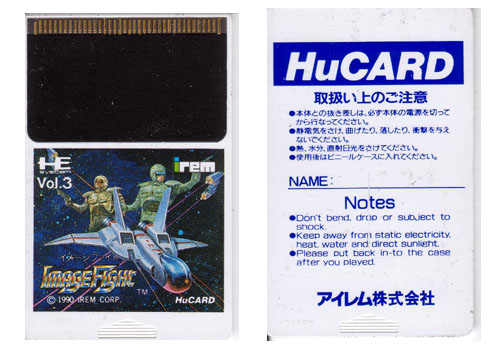 HE
SYSTEM
Vol.3
irem
イメージファイト
IMAGEFIGHT
TM
© 1990 IREM CORP.
HuCARD
HuCARD
取扱い上のご注意
●本体との抜き差しは、必ず本体の電源を切って
から行なってください。
●静電気をさけ、曲げたり、落したり、衝撃を与え
ないでください。
●熱、水分、直射日光をさけてください。
●使用後はビニールケースに入れてください。
NAME:
Notes
●Don't bend, drop or subject to
shock.
●Keep away from static electricity,
heat, water and direct sunlight.
●Please put back in-to the case
after you played.
アイレム株式会社